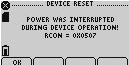 DEVICE RESET
POWER WAS INTERRUPTED
DURING DEVICE OPERATION!
RCON = 0X0507
OK